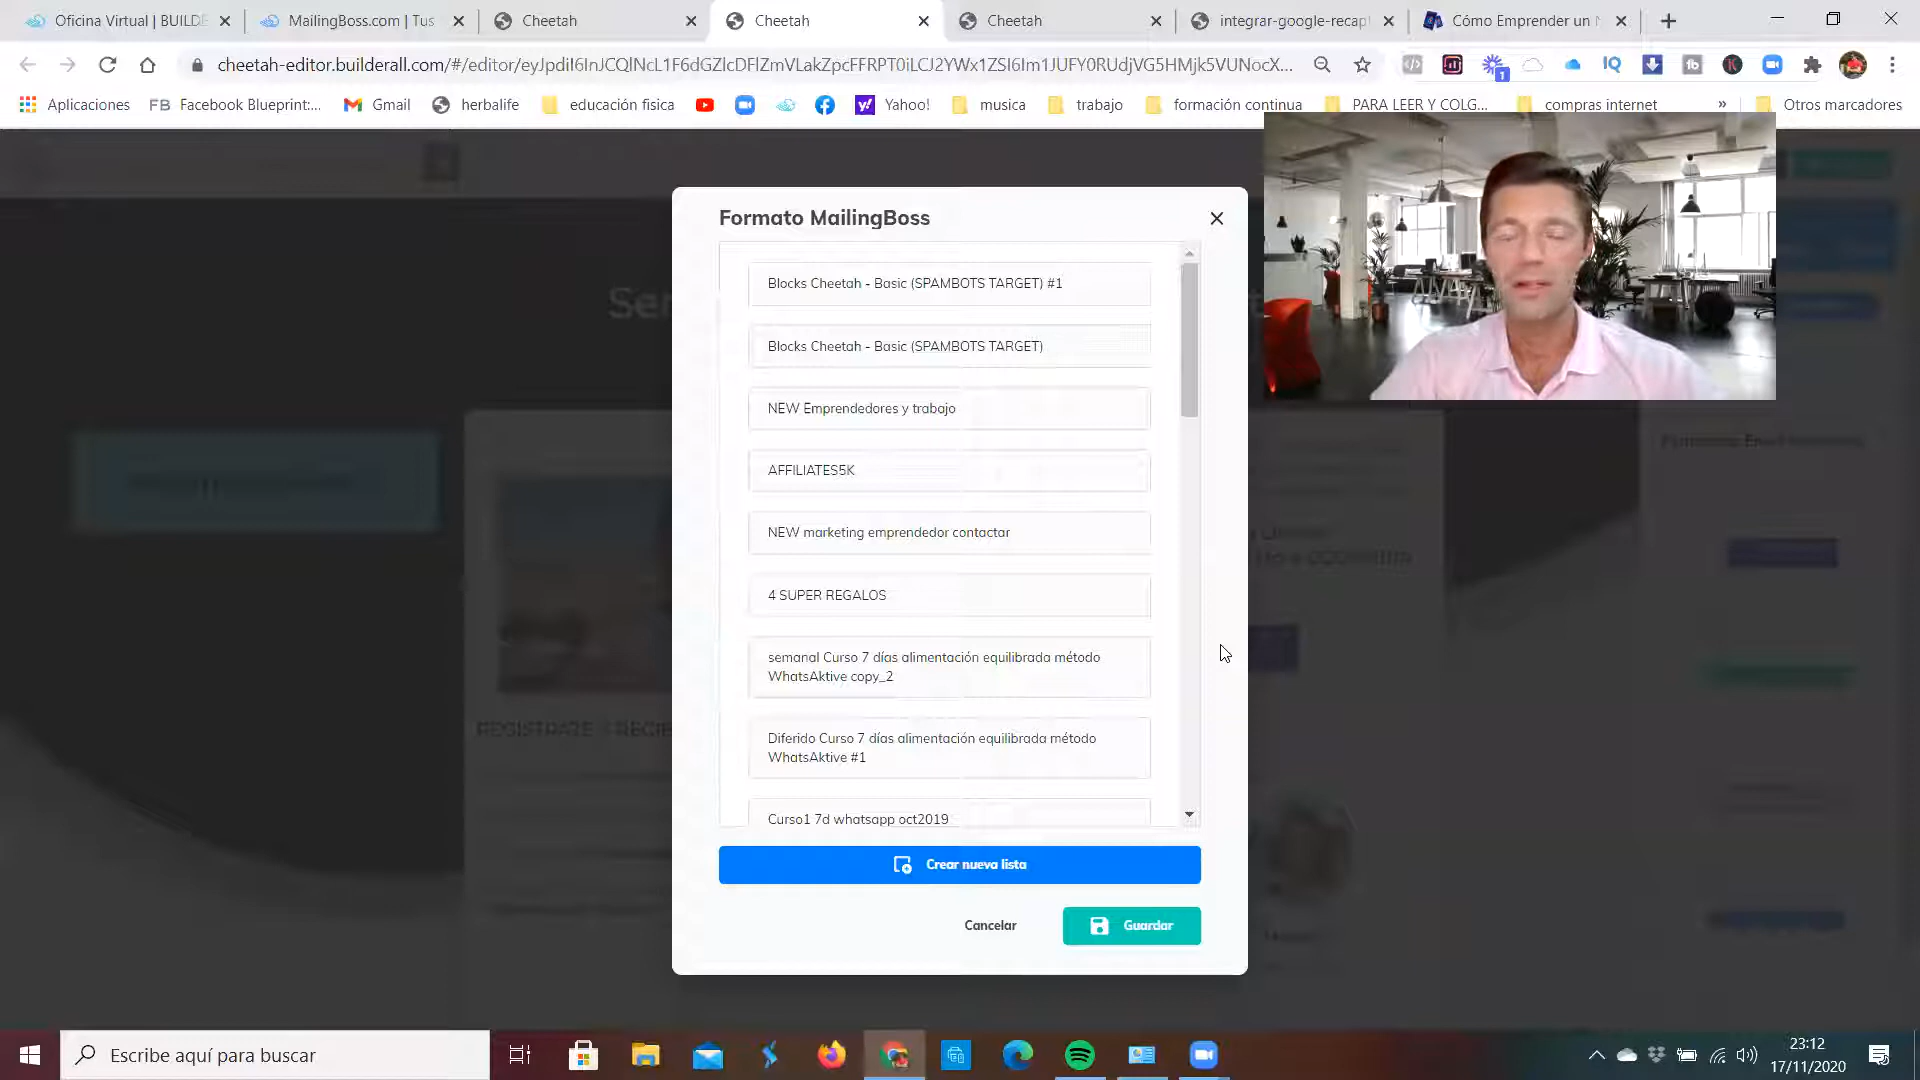 Oficina Virtual | BUILDE
MailingBoss.com | Tus
Cheetah
Cheetah
Cheetah
integrar-google-recapt
Cómo Emprender un N
cheetah-editor.builderall.com/#/editor/
Aplicaciones
FB Facebook Blueprint:...
Gmail
herbalife
educación fisica
Yahoo!
musica
trabajo
formación continua
PARA LEER Y COLG...
compras internet
»
Otros marcadores
Formato MailingBoss
Blocks Cheetah - Basic (SPAMBOTS TARGET) #1
Blocks Cheetah - Basic (SPAMBOTS TARGET)
NEW Emprendedores y trabajo
AFFILIATES5K
NEW marketing emprendedor contactar
4 SUPER REGALOS
semanal Curso 7 días alimentación equilibrada método
WhatsAktive copy_2
Diferido Curso 7 días alimentación equilibrada método
WhatsAktive #1
Curso1 7d whatsapp oct2019
Crear nueva lista
Cancelar
Guardar
Escribe aquí para buscar
23:12
17/11/2020